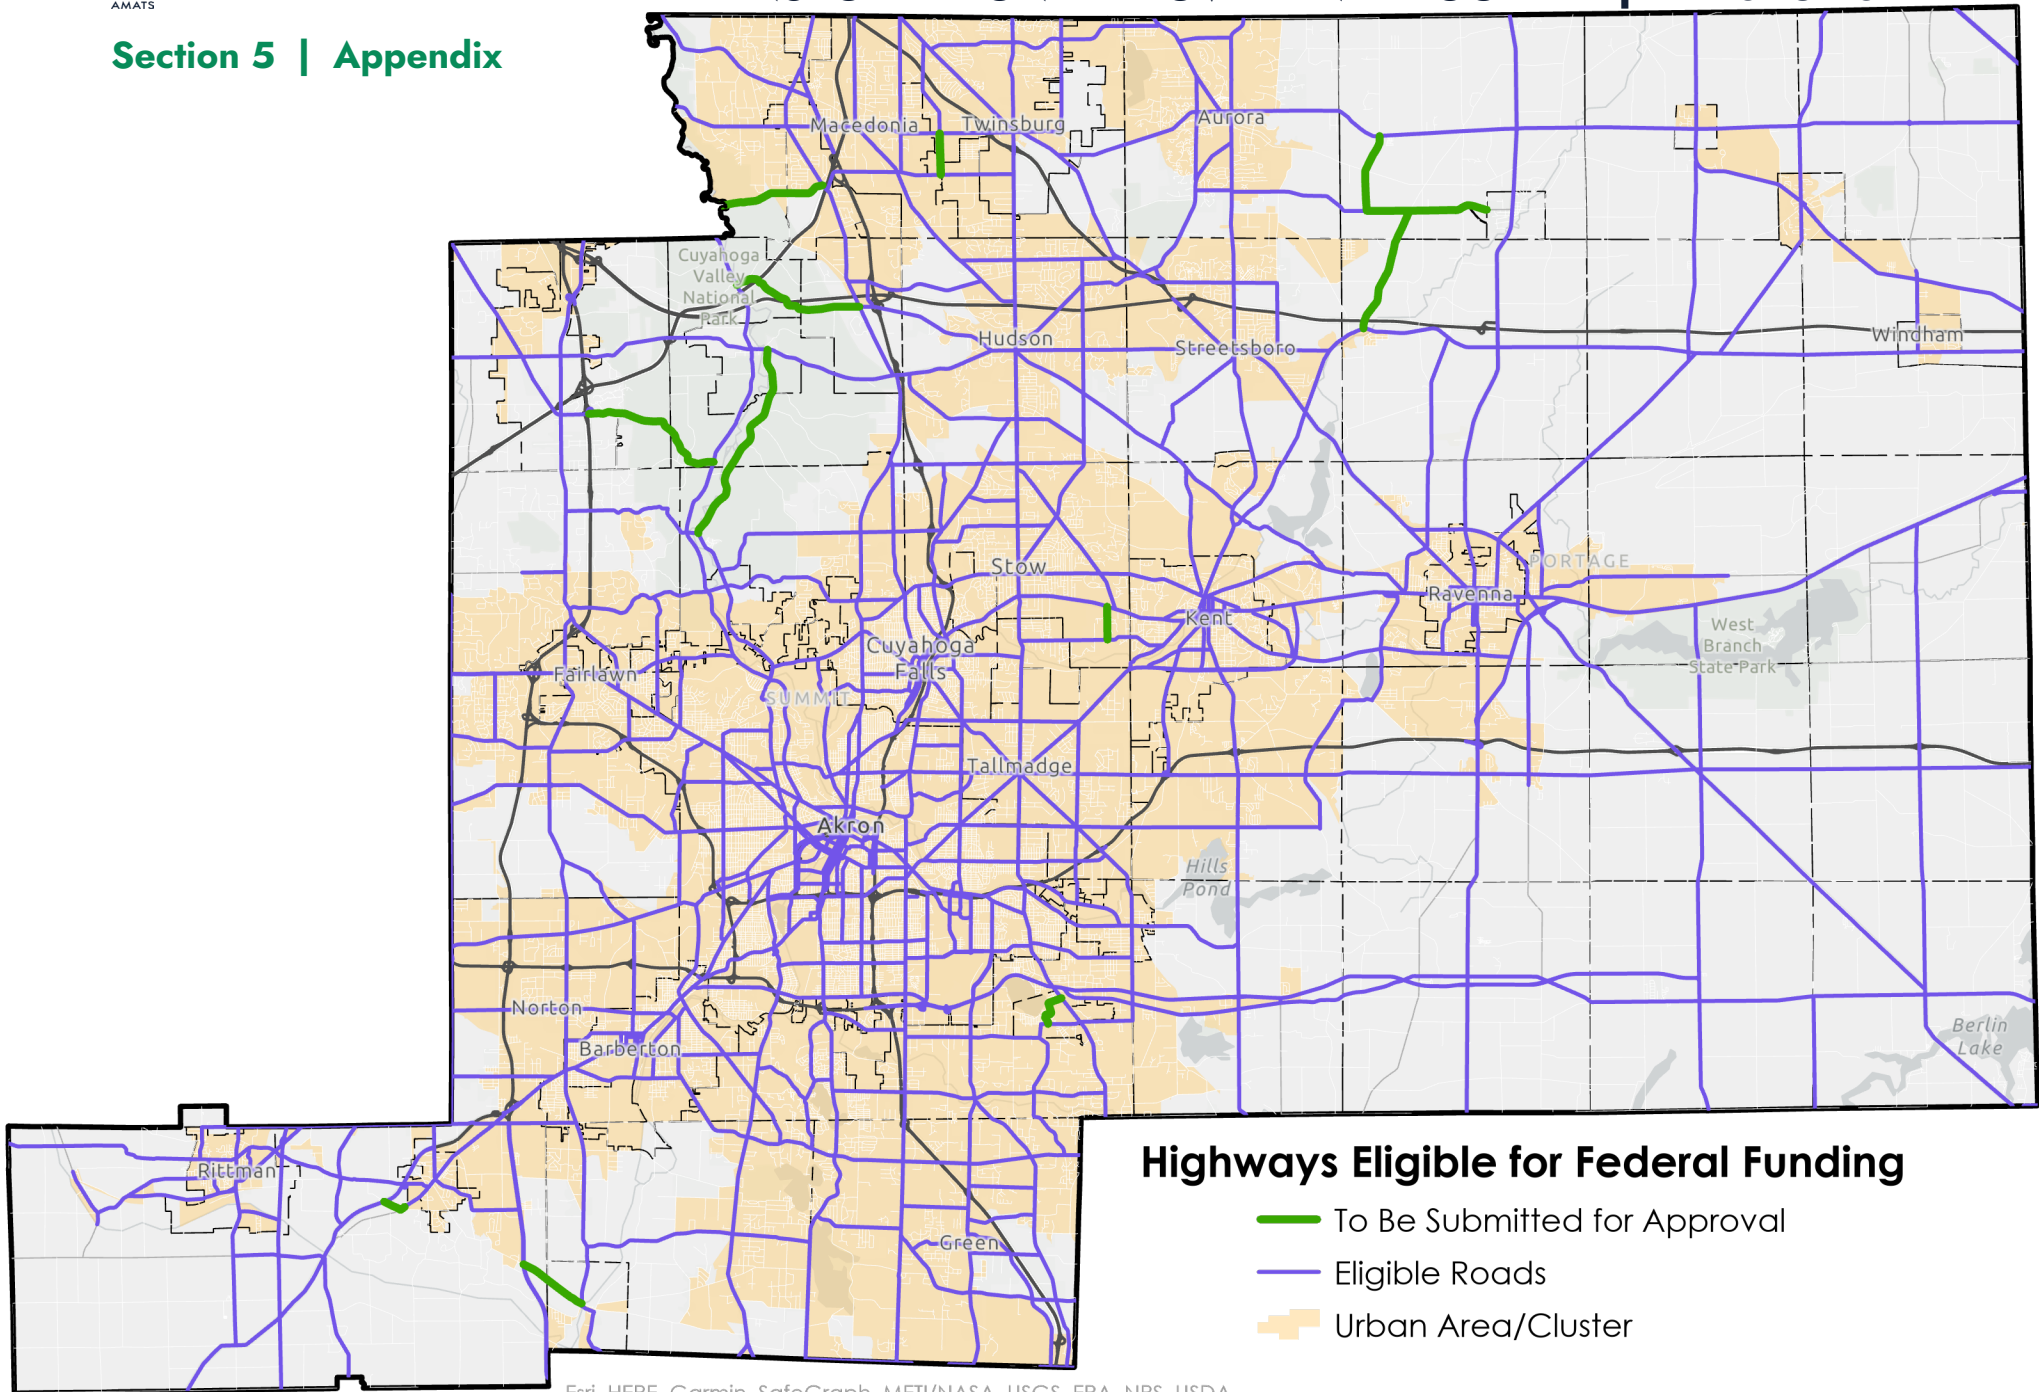 AMATS
Section 5 | Appendix
Macedonia
Twinsburg
Aurora
Cuyahoga
Valley
National
Park
Hudson
Streetsboro
Windham
Stow
PORTAGE
Ravenna
Kent
West
Branch
State Park
Cuyahoga
Falls
Fairlawn
SUMMIT
Tallmadge
Akron
Hills
Pond
Norton
Barberton
Berlin
Lake
Rittman
Green
Highways Eligible for Federal Funding
To Be Submitted for Approval
Eligible Roads
Urban Area/Cluster
Esri, HERE, Garmin, SafeGraph, METI/NASA, USGS, EPA, NPS, USDA